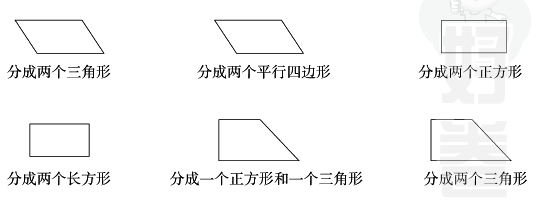 分成两个三角形
分成两个平行四边形
分成两个正方形
分成两个长方形
分成一个正方形和一个三角形
分成两个三角形
好卷